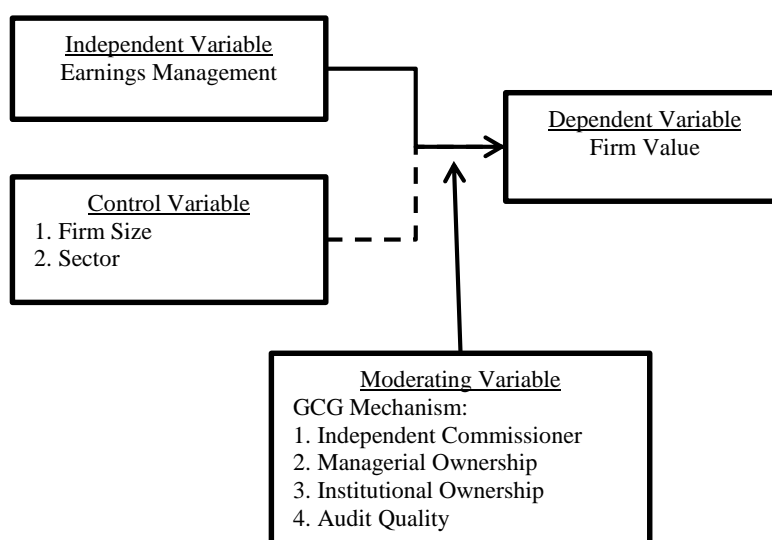 Independent Variable
Earnings Management
Dependent Variable
Firm Value
Control Variable
1. Firm Size
2. Sector
Moderating Variable
GCG Mechanism:
1. Independent Commissioner
2. Managerial Ownership
3. Institutional Ownership
4. Audit Quality